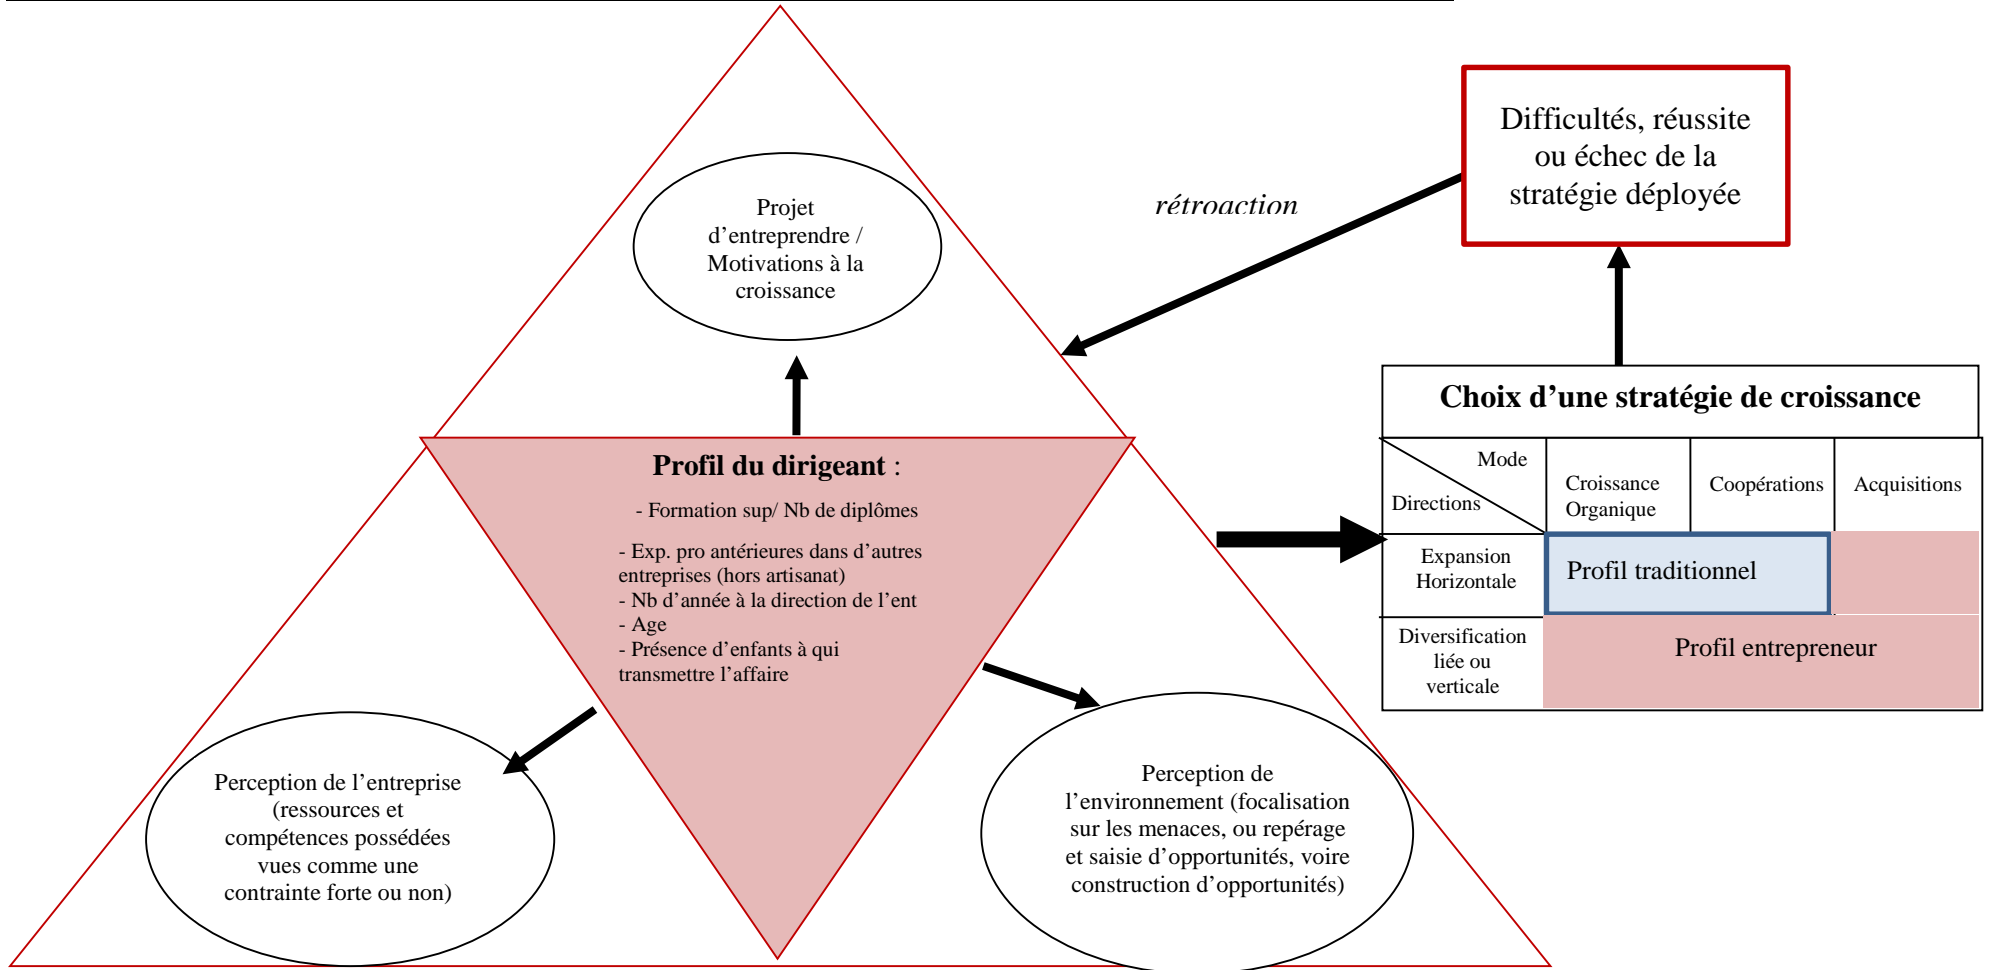 Projet
d’entreprendre /
Motivations à la
croissance
rétroaction
Difficultés, réussite
ou échec de la
stratégie déployée
Profil du dirigeant :
- Formation sup/ Nb de diplômes
- Exp. pro antérieures dans d’autres
entreprises (hors artisanat)
- Nb d’année à la direction de l’ent
- Age
- Présence d’enfants à qui
transmettre l’affaire
Perception de l’entreprise
(ressources et
compétences possédées
vues comme une
contrainte forte ou non)
Perception de
l’environnement (focalisation
sur les menaces, ou repérage
et saisie d’opportunités, voire
construction d’opportunités)
Choix d’une stratégie de croissance
Mode
Directions
Croissance
Organique
Coopérations
Acquisitions
Expansion
Horizontale
Profil traditionnel
Diversification
liée ou
verticale
Profil entrepreneur